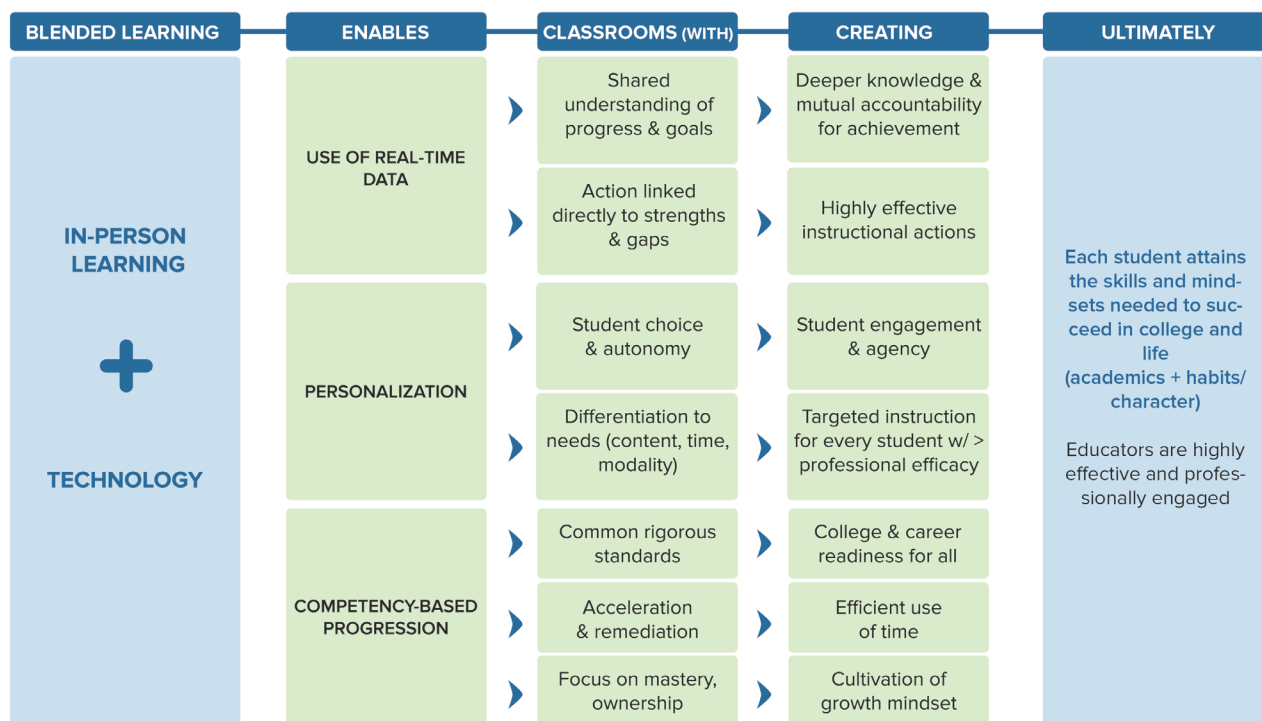 BLENDED LEARNING
ENABLES
CLASSROOMS (WITH)
CREATING
ULTIMATELY
IN-PERSON
LEARNING
+
TECHNOLOGY
USE OF REAL-TIME
DATA
Shared
understanding of
progress & goals
Deeper knowledge &
mutual accountability
for achievement
Action linked
directly to strengths
& gaps
Highly effective
instructional actions
PERSONALIZATION
Student choice
& autonomy
Student engagement
& agency
Differentiation to
needs (content, time,
modality)
Targeted instruction
for every student w/ >
professional efficacy
COMPETENCY-BASED
PROGRESSION
Common rigorous
standards
College & career
readiness for all
Acceleration
& remediation
Efficient use
of time
Focus on mastery,
ownership
Cultivation of
growth mindset
Each student attains
the skills and mind-
sets needed to suc-
ceed in college and
life
(academics + habits/
character)
Educators are highly
effective and profes-
sionally engaged